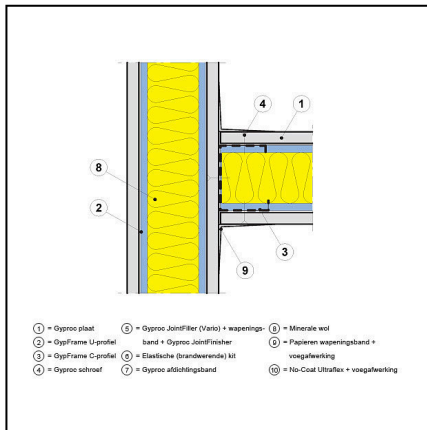 4
1
8
2
3
9
1 = Gyproc plaat
2 = GypFrame U-profiel
3 = GypFrame C-profiel
4 = Gyproc schroef
5 = Gyproc JointFiller (Vario) + wapenings-
band + Gyproc JointFinisher
6 = Elastische (brandwerende) kit
7 = Gyproc afdichtingsband
8 = Minerale wol
9 = Papieren wapeningsband +
voegafwerking
10 = No-Coat Ultraflex + voegafwerking